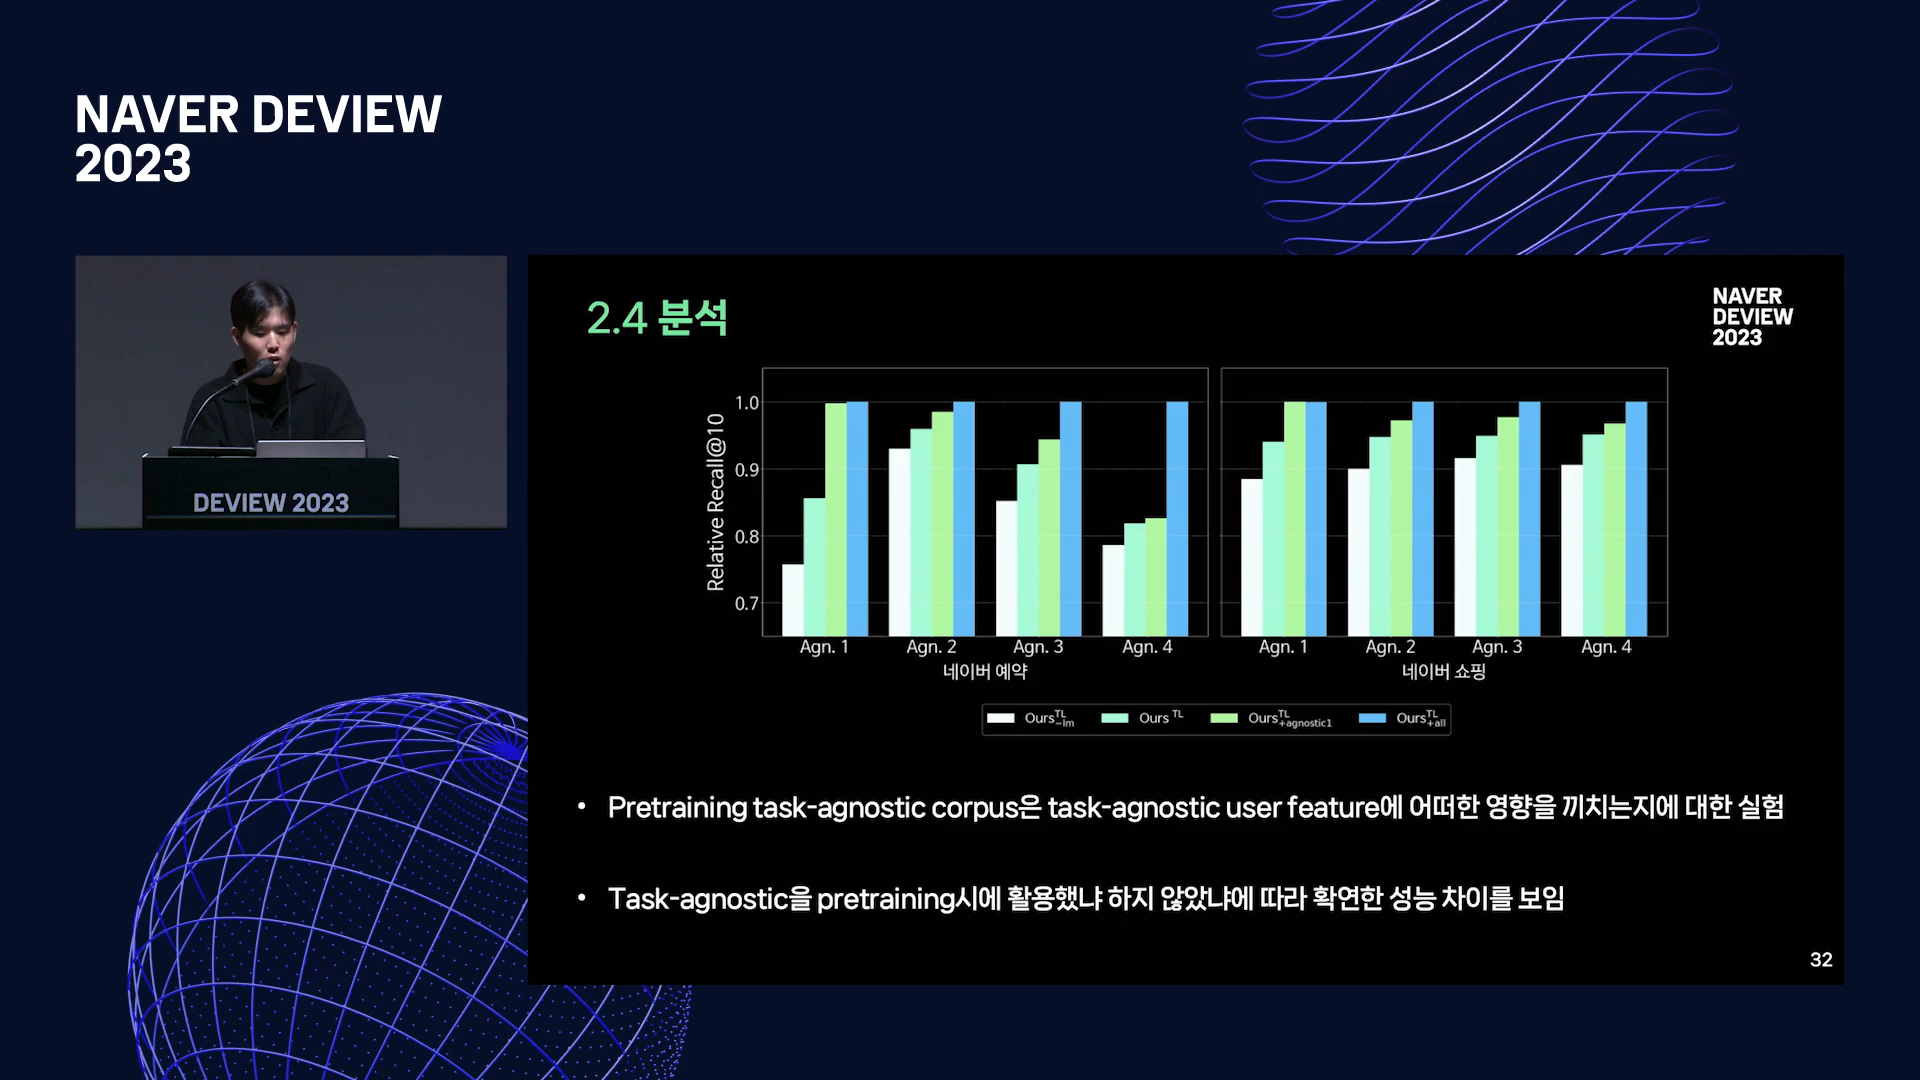 NAVER DEVIEW
2023
DEVIEW 2023
2.4 분석
NAVER
DEVIEW
2023
Relative Recall@10
1.0
0.9
0.8
0.7
Agn. 1 Agn. 2 Agn. 3 Agn. 4
네이버 예약
Agn. 1 Agn. 2 Agn. 3 Agn. 4
네이버 쇼핑
Ours TL −lm Ours TL Ours TL +agnostic1 Ours TL +all
• Pretraining task-agnostic corpus은 task-agnostic user feature에 어떠한 영향을 끼치는지에 대한 실험
• Task-agnostic을 pretraining시에 활용했냐 하지 않았냐에 따라 확연한 성능 차이를 보임
32